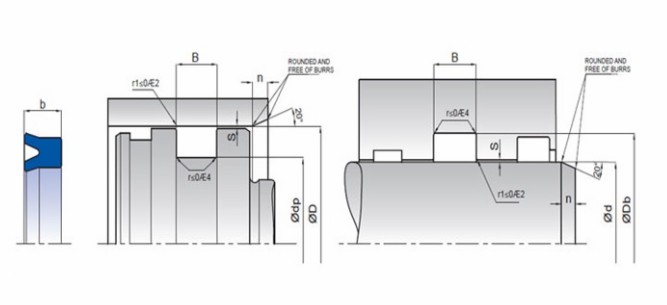 b
B
r1≤0Æ2
n
ROUNDED AND
FREE OF BURRS
20°
S
r≤0Æ4
Ødp
ØD
B
ROUNDED AND
FREE OF BURRS
r≤0Æ4
S
20°
r1≤0Æ2
n
Ød
ØDb